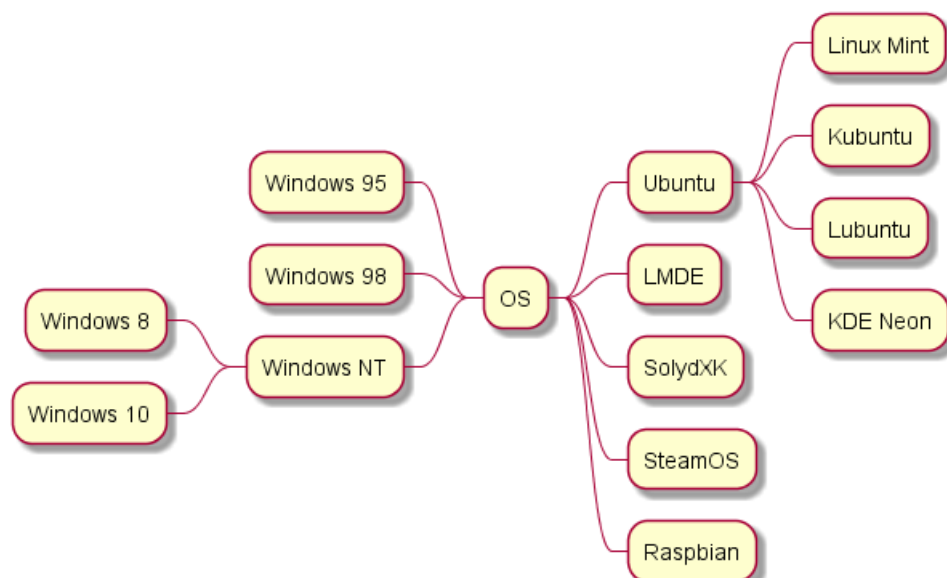 Linux Mint
Kubuntu
Windows 95
Ubuntu
Lubuntu
Windows 98
LMDE
OS
Windows 8
KDE Neon
Windows NT
SolydXK
Windows 10
SteamOS
Raspbian